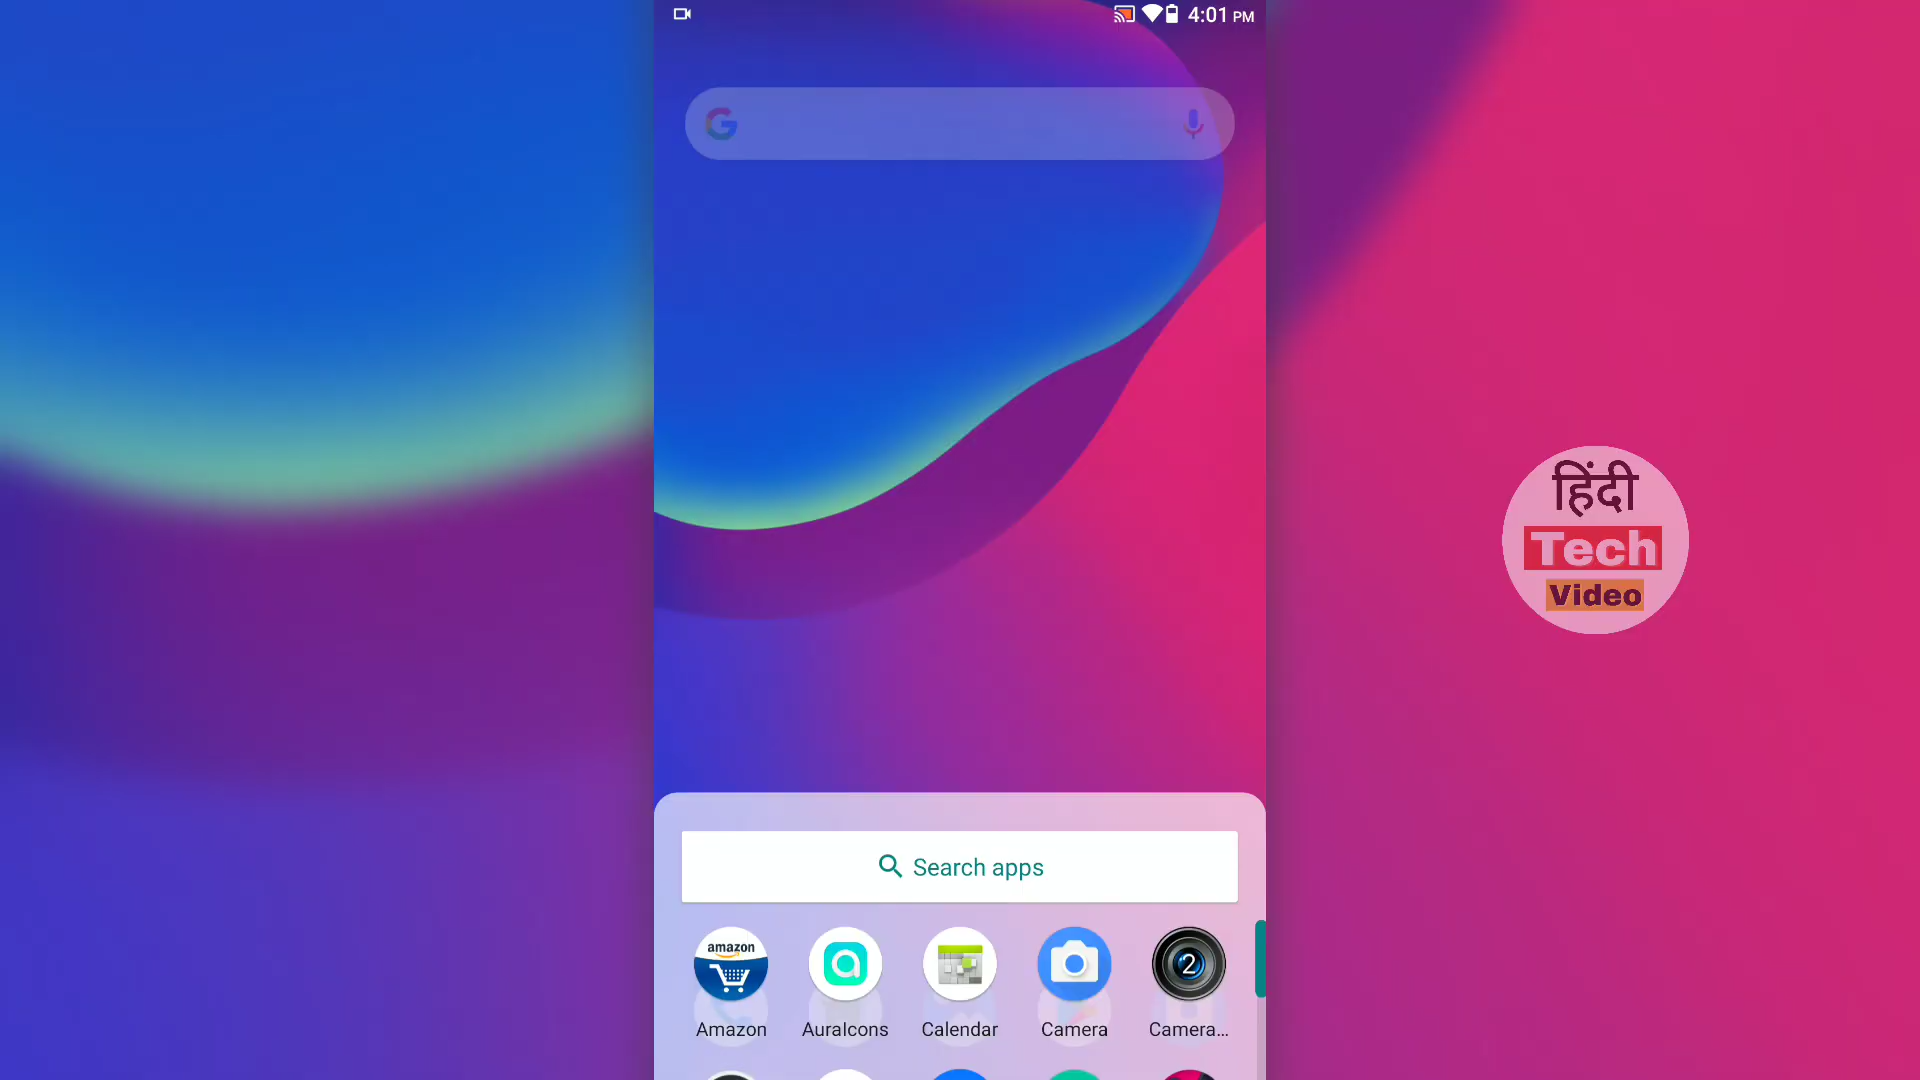 4:01 PM
Search apps
amazon
2
Amazon
AuraIcons
Calendar
Camera
Camera...
हिंदी
Tech
Video